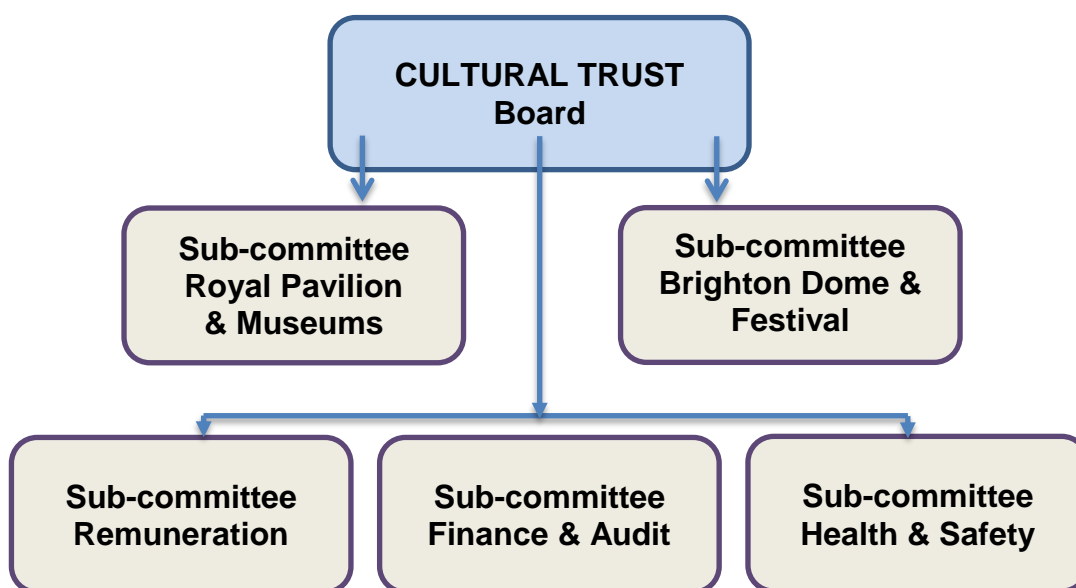 CULTURAL TRUST
Board
Sub-committee
Royal Pavilion
& Museums
Sub-committee
Brighton Dome &
Festival
Sub-committee
Remuneration
Sub-committee
Finance & Audit
Sub-committee
Health & Safety